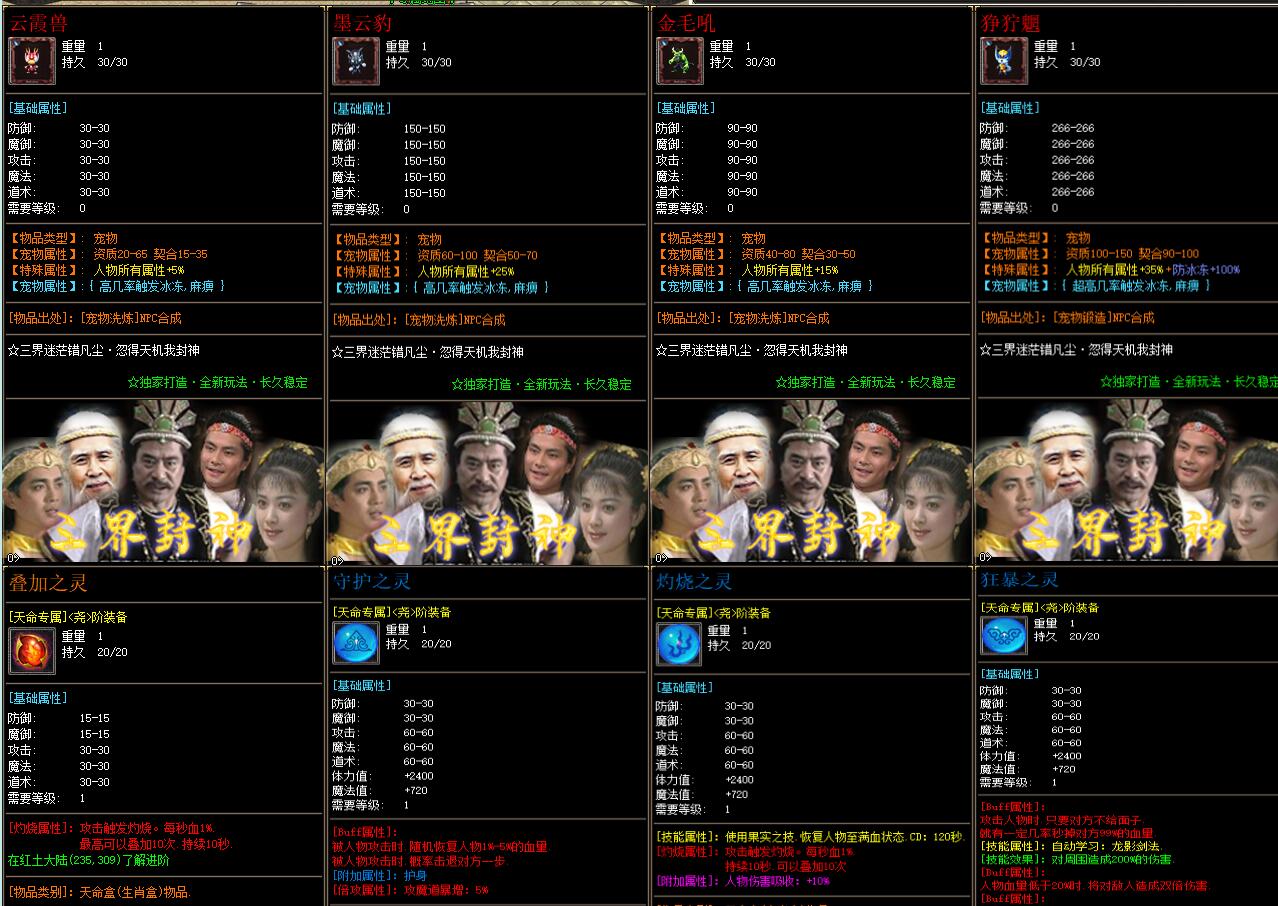 云霞兽
重量 1
持久 30/30
[基础属性]
防御: 30-30
魔御: 30-30
攻击: 30-30
魔法: 30-30
道术: 30-30
需要等级: 0
【物品类型】: 宠物
【宠物属性】: 资质20-65 契合15-35
【特殊属性】: 人物所有属性+5%
【宠物属性】:{ 高几率触发冰冻,麻痹 }
[物品出处]: [宠物洗炼]NPC合成
☆三界迷茫错凡尘·忽得天机我封神
☆独家打造·全新玩法·长久稳定
三界封神
墨云豹
重量 1
持久 30/30
[基础属性]
防御: 150-150
魔御: 150-150
攻击: 150-150
魔法: 150-150
道术: 150-150
需要等级: 0
【物品类型】: 宠物
【宠物属性】: 资质60-100 契合50-70
【特殊属性】: 人物所有属性+25%
【宠物属性】:{ 高几率触发冰冻,麻痹 }
[物品出处]: [宠物洗炼]NPC合成
☆三界迷茫错凡尘·忽得天机我封神
☆独家打造·全新玩法·长久稳定
三界封神
金毛吼
重量 1
持久 30/30
[基础属性]
防御: 90-90
魔御: 90-90
攻击: 90-90
魔法: 90-90
道术: 90-90
需要等级: 0
【物品类型】: 宠物
【宠物属性】: 资质40-80 契合30-50
【特殊属性】: 人物所有属性+15%
【宠物属性】:{ 高几率触发冰冻,麻痹 }
[物品出处]: [宠物洗炼]NPC合成
☆三界迷茫错凡尘·忽得天机我封神
☆独家打造·全新玩法·长久稳定
三界封神
狰狞魍
重量 1
持久 30/30
[基础属性]
防御: 266-266
魔御: 266-266
攻击: 266-266
魔法: 266-266
道术: 266-266
需要等级: 0
【物品类型】: 宠物
【宠物属性】: 资质100-150 契合90-100
【特殊属性】: 人物所有属性+35%+防冰冻+100%
【宠物属性】:{ 超高几率触发冰冻,麻痹 }
[物品出处]: [宠物锻造]NPC合成
☆三界迷茫错凡尘·忽得天机我封神
☆独家打造·全新玩法·长久稳定
三界封神
叠加之灵
[天命专属]<尧>阶装备
重量 1
持久 20/20
[基础属性]
防御: 15-15
魔御: 15-15
攻击: 30-30
魔法: 30-30
道术: 30-30
需要等级: 1
[灼烧属性]: 攻击触发灼烧。每秒血1%.
最高可以叠加10次.持续10秒.
在红土大陆(235,309)了解进阶
[物品类别]: 天命盒(生肖盒)物品.
守护之灵
[天命专属]<尧>阶装备
重量 1
持久 20/20
[基础属性]
防御: 30-30
魔御: 30-30
攻击: 60-60
魔法: 60-60
道术: 60-60
体力值: +2400
魔法值: +720
需要等级: 1
[Buff属性]:
被人物攻击时.随机恢复人物1%-5%的血量.
被人物攻击时.概率击退对方一步.
[附加属性]: 护身
[倍攻属性]: 攻魔道暴增: 5%
灼烧之灵
[天命专属]<尧>阶装备
重量 1
持久 20/20
[基础属性]
防御: 30-30
魔御: 30-30
攻击: 60-60
魔法: 60-60
道术: 60-60
体力值: +2400
魔法值: +720
需要等级: 1
[技能属性]: 使用果实之技.恢复人物至满血状态.CD: 120秒.
[灼烧属性]: 攻击触发灼烧。每秒血1%
持续10秒.可以叠加10次
[附加属性]: 人物伤害吸收: +10%
狂暴之灵
[天命专属]<尧>阶装备
重量 1
持久 20/20
[基础属性]
防御: 30-30
魔御: 30-30
攻击: 60-60
魔法: 60-60
道术: 60-60
体力值: +2400
魔法值: +720
需要等级: 1
[Buff属性]:
攻击人物时.只要对方不给面子.
就有一定几率秒掉对方99%的血量.
[技能属性]: 自动学习: 龙影剑法.
[技能效果]: 对周围造成200%的伤害.
[Buff属性]:
人物血量低于20%时.将对敌人造成双倍伤害.
[Buff属性]: